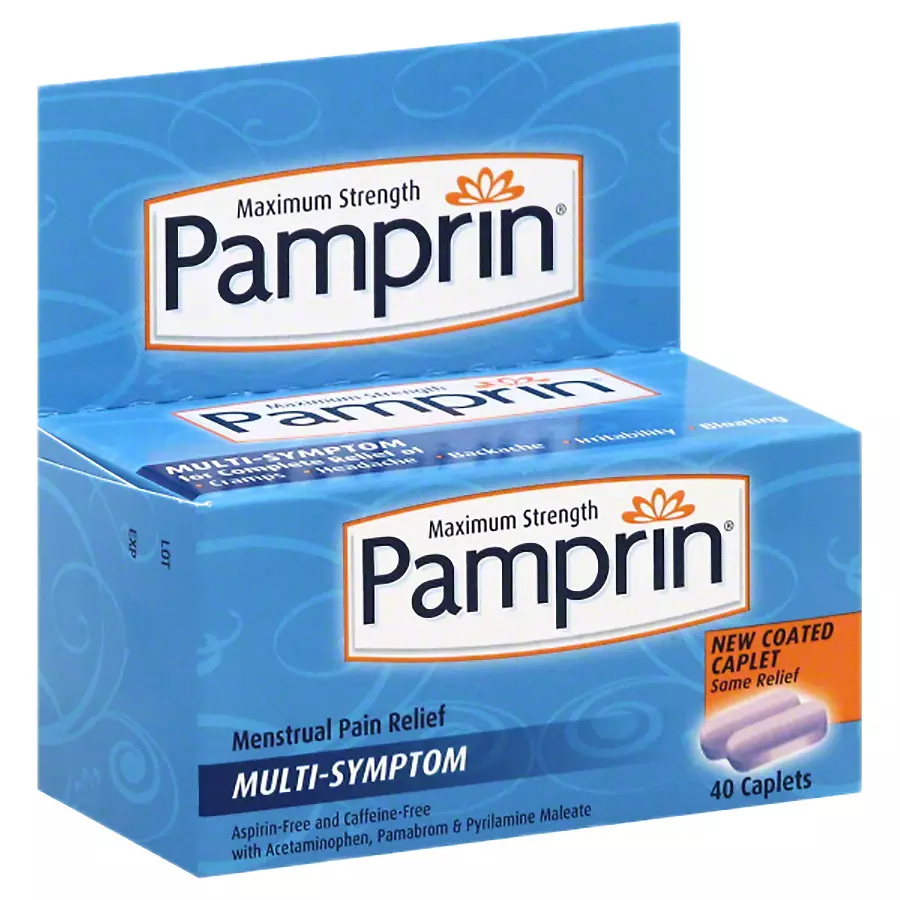 Maximum Strength
Pamprin®
Maximum Strength
Pamprin®
MULTI-SYMPTOM
for Complete Relief of
• Cramps • Headache • Backache • Irritability • Bloating
LOT
EXP
Maximum Strength
Pamprin®
NEW COATED
CAPLET
Same Relief
Menstrual Pain Relief
MULTI-SYMPTOM
40 Caplets
Aspirin-Free and Caffeine-Free
with Acetaminophen, Pamabrom & Pyrilamine Maleate